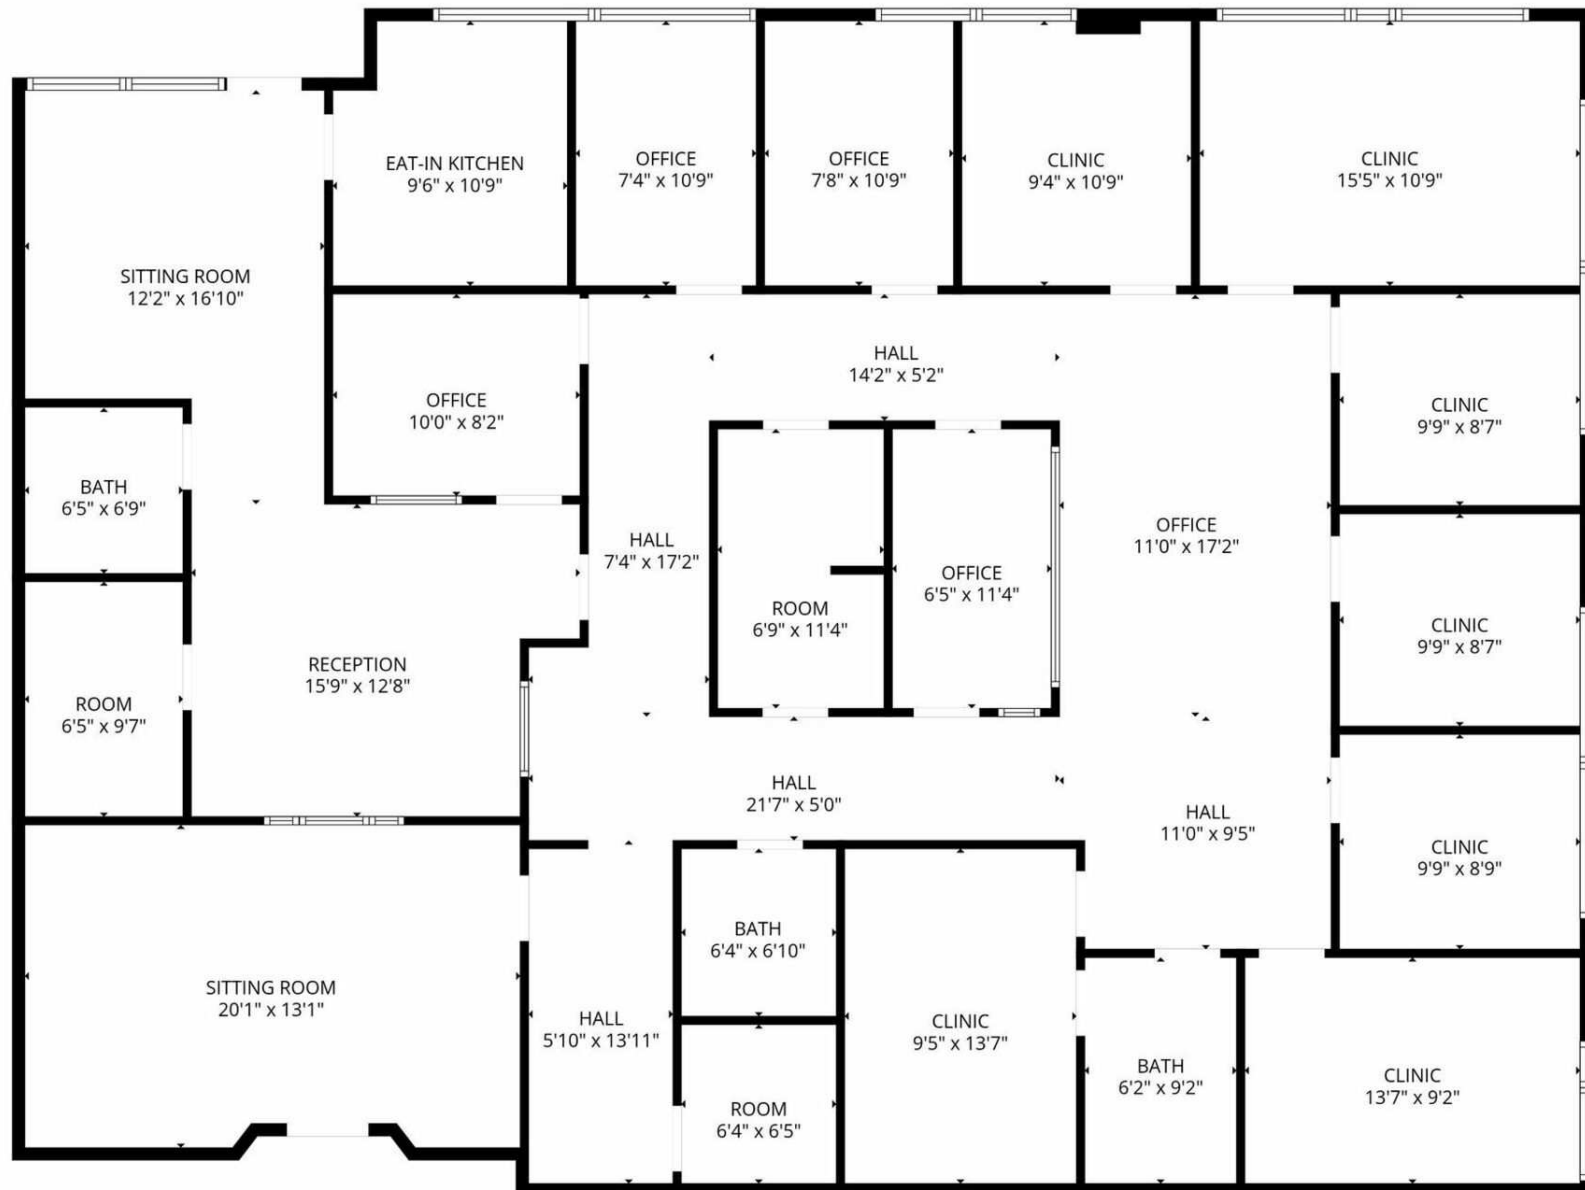 EAT-IN KITCHEN
9'6" x 10'9"
OFFICE
7'4" x 10'9"
OFFICE
7'8" x 10'9"
CLINIC
9'4" x 10'9"
CLINIC
15'5" x 10'9"
SITTING ROOM
12'2" x 16'10"
HALL
14'2" x 5'2"
OFFICE
10'0" x 8'2"
CLINIC
9'9" x 8'7"
BATH
6'5" x 6'9"
HALL
7'4" x 17'2"
OFFICE
11'0" x 17'2"
OFFICE
6'5" x 11'4"
ROOM
6'9" x 11'4"
CLINIC
9'9" x 8'7"
RECEPTION
15'9" x 12'8"
ROOM
6'5" x 9'7"
HALL
21'7" x 5'0"
HALL
11'0" x 9'5"
CLINIC
9'9" x 8'9"
BATH
6'4" x 6'10"
SITTING ROOM
20'1" x 13'1"
HALL
5'10" x 13'11"
CLINIC
9'5" x 13'7"
BATH
6'2" x 9'2"
CLINIC
13'7" x 9'2"
ROOM
6'4" x 6'5"